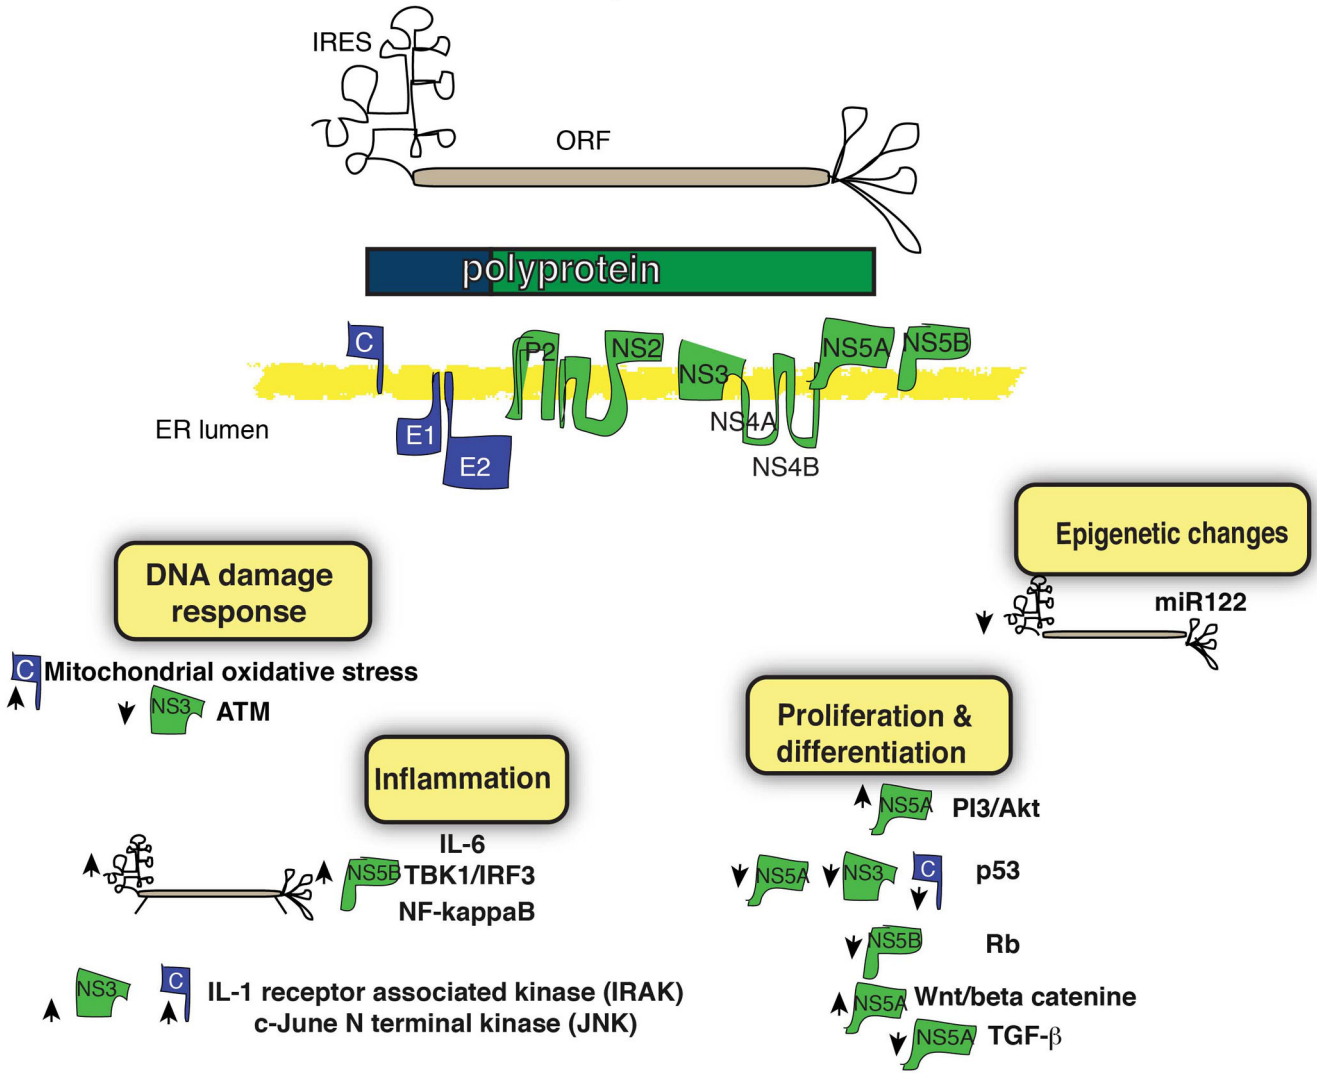 IRES
ORF
polyprotein
C
P2
NS2
NS3
NS5A
NS5B
NS4A
ER lumen
E1
E2
NS4B
Epigenetic changes
miR122
DNA damage
response
C Mitochondrial oxidative stress
NS3 ATM
Inflammation
IL-6
NS5B TBK1/IRF3
NF-kappaB
NS3 C IL-1 receptor associated kinase (IRAK)
c-June N terminal kinase (JNK)
Proliferation &
differentiation
NS5A PI3/Akt
NS5A NS3 C p53
NS5B Rb
NS5A Wnt/beta catenine
NS5A TGF-β